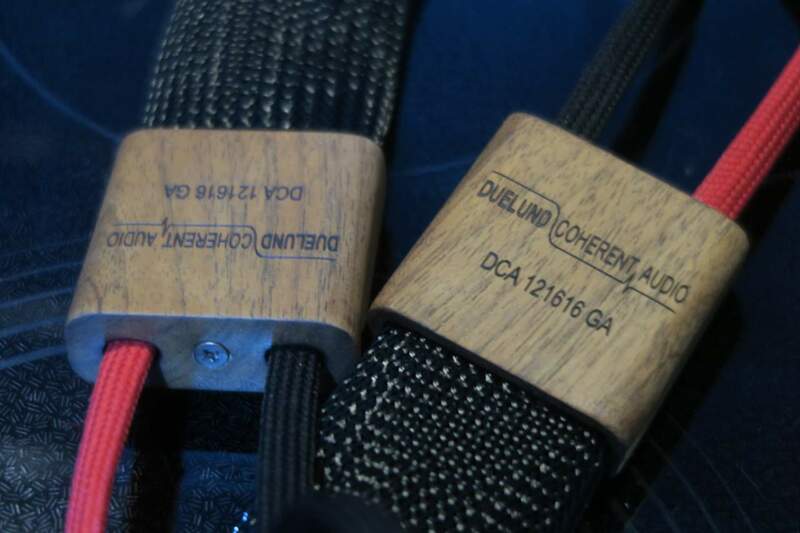 DUELUND COHERENT AUDIO
DCA 121616 GA
DUELUND COHERENT AUDIO
DCA 121616 GA